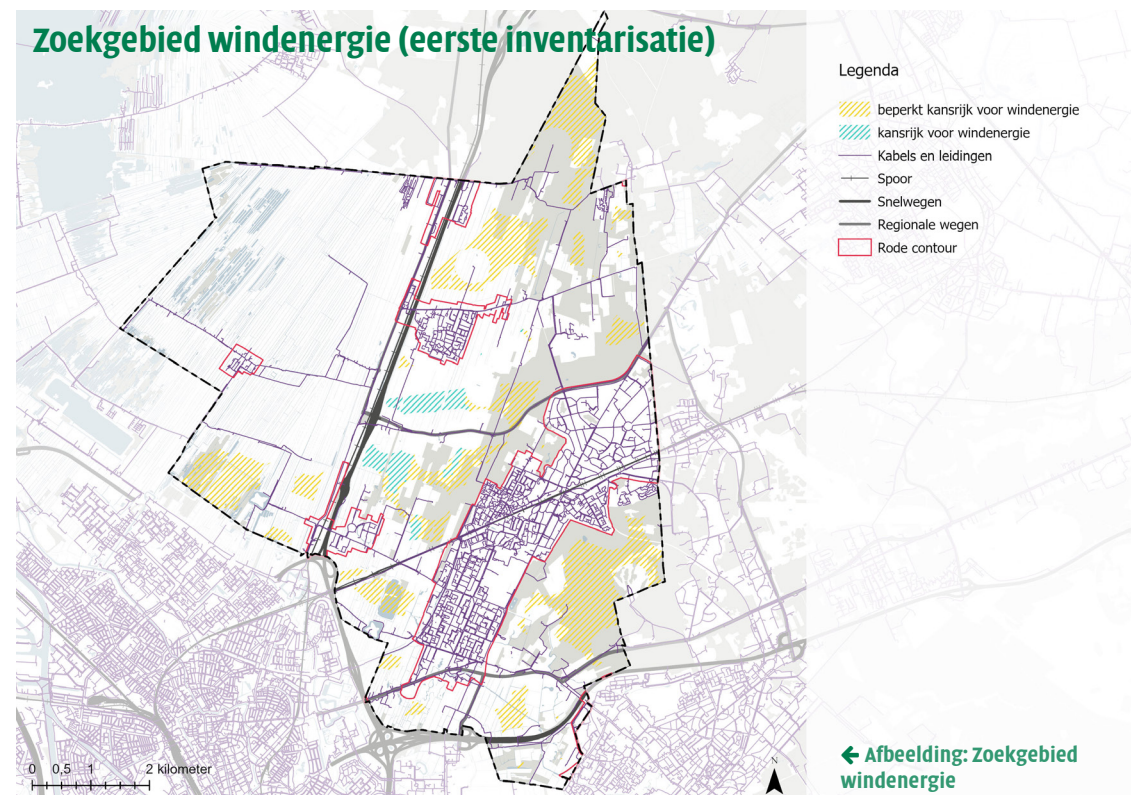 Zoekgebied windenergie (eerste inventarisatie)
Legenda
beperkt kansrijk voor windenergie
kansrijk voor windenergie
Kabels en leidingen
Spoor
Snelwegen
Regionale wegen
Rode contour
0 0,5 1 2 kilometer
N
← Afbeelding: Zoekgebied
windenergie